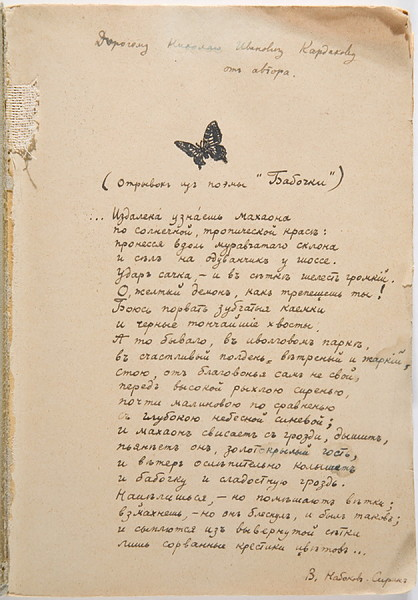 Дорогому Николаю Ивановичу Кардакову
отъ автора.
(Отрывокъ изъ поэмы "Бабочки")
... Издалека узнаешь махаона
по солнечной, тропической красѣ:
пронесся вдоль муравчатаго склона
и сѣлъ на одуванчикъ у шоссе.
Ударъ сачка, – и въ сѣткѣ шелестъ громкій.
О, желтый демонъ, какъ трепещешь ты!
Боюсь порвать зубчатыя каемки
и черные тончайшіе хвосты.
А то бывало, въ иволговомъ паркѣ,
въ счастливый полдень, вѣтреный и жаркій,
стою, отъ благовонья самъ не свой,
передъ высокой рыхлою сиренью,
почти малиновою по сравненью
съ глубокою небесной синевой;
и махаонъ свисаетъ съ грозди, дышитъ,
пьянѣетъ онъ, золотокрылый гость,
и вѣтеръ ослѣпительно колышетъ
и бабочку и сладостную гроздь.
Нацѣлишься, – но помѣшаютъ вѣтки;
взмахнешь, – но онъ блеснулъ, и былъ таковъ;
и сыплются изъ вывернутой сѣтки
лишь сорванные крестики цвѣтовъ...
В. Набоковъ-Сиринъ